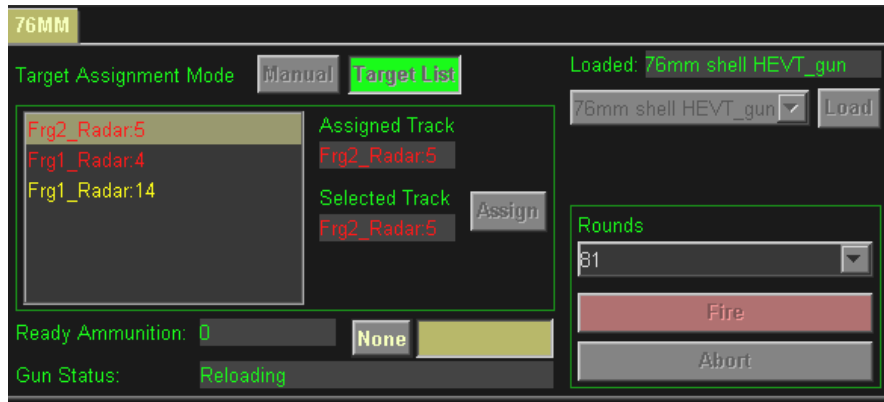 76MM
Target Assignment Mode Manual Target List
Loaded: 76mm shell HEVT_gun
76mm shell HEVT_gun Load
Frg2_Radar:5
Frg1_Radar:4
Frg1_Radar:14
Assigned Track
Frg2_Radar:5
Selected Track
Frg2_Radar:5
Assign
Rounds
81
Fire
Abort
Ready Ammunition: 0 None
Gun Status: Reloading